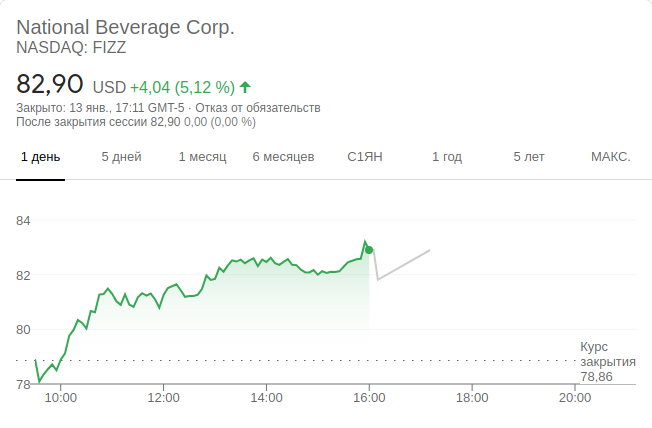 National Beverage Corp.
NASDAQ: FIZZ
82,90 USD +4,04 (5,12 %)
Закрыто: 13 янв., 17:11 GMT-5 · Отказ от обязательств
После закрытия сессии 82,90 0,00 (0,00 %)
1 день 5 дней 1 месяц 6 месяцев С1ЯН 1 год 5 лет МАКС.
84
82
80
Курс
закрытия
78,86
78
10:00 12:00 14:00 16:00 18:00 20:00